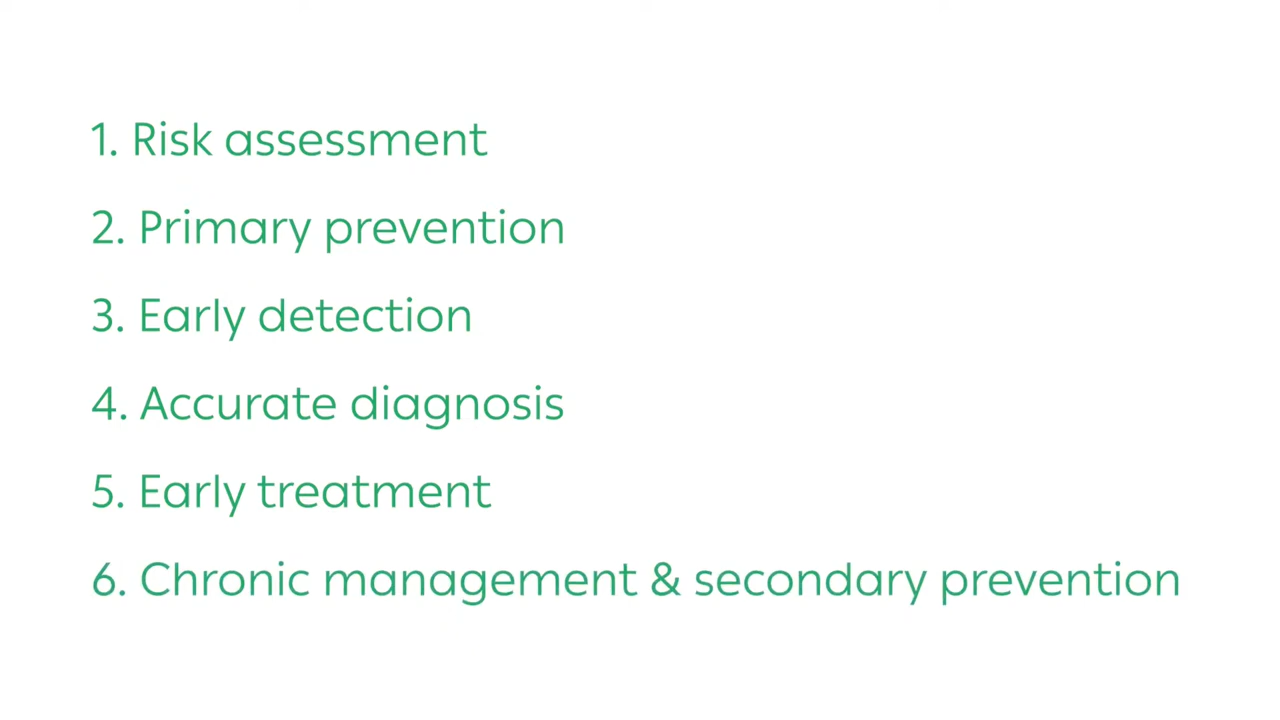 1. Risk assessment
2. Primary prevention
3. Early detection
4. Accurate diagnosis
5. Early treatment
6. Chronic management & secondary prevention